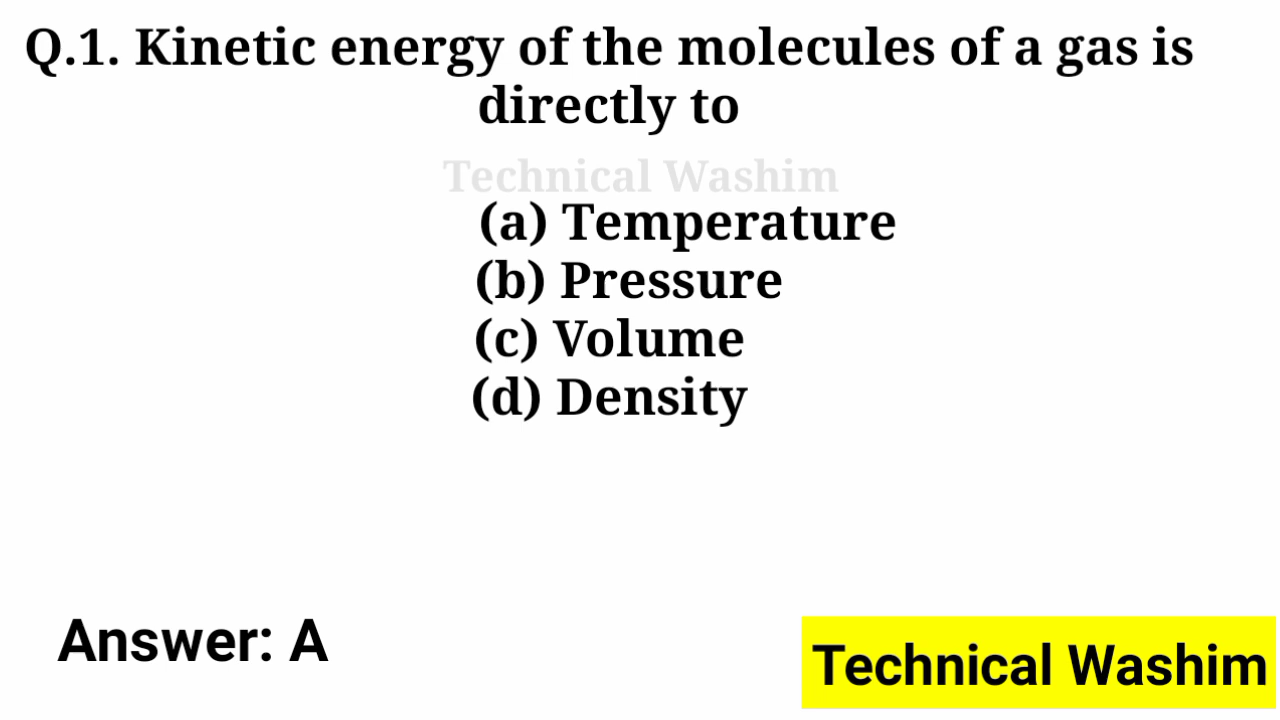 Q.1. Kinetic energy of the molecules of a gas is
directly to
Technical Washim
(a) Temperature
(b) Pressure
(c) Volume
(d) Density
Answer: A
Technical Washim